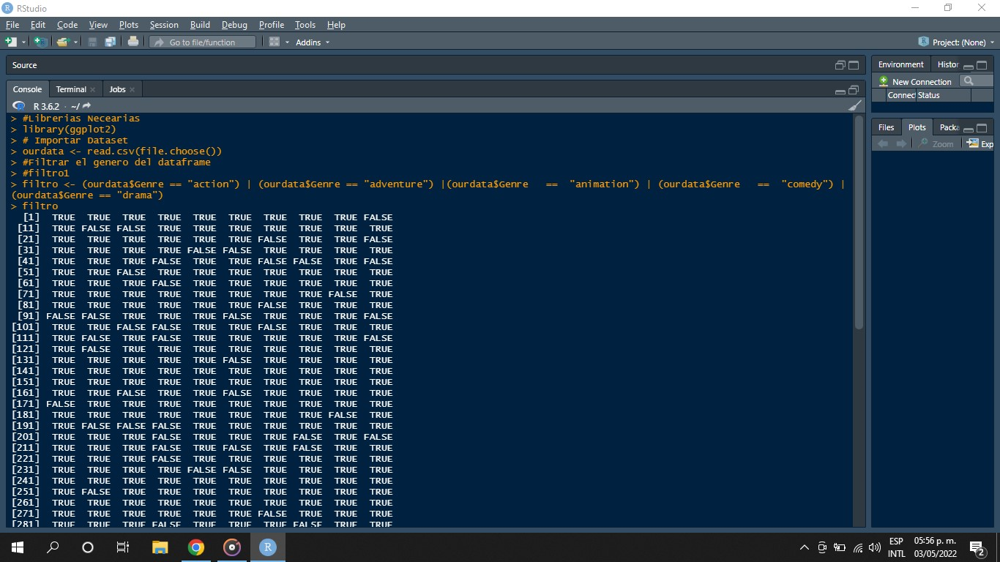 RStudio
File Edit Code View Plots Session Build Debug Profile Tools Help
Go to file/function Addins Project: (None)
Source
Console Terminal Jobs
R 3.6.2 · ~/
> #Librerias Necearias
> library(ggplot2)
> # Importar Dataset
> ourdata <- read.csv(file.choose())
> #Filtrar el genero del dataframe
> #filtro1
> filtro <- (ourdata$Genre == "action") | (ourdata$Genre == "adventure") |(ourdata$Genre   ==  "animation") | (ourdata$Genre   ==  "comedy") |
(ourdata$Genre == "drama")
> filtro
[1] TRUE TRUE TRUE TRUE TRUE TRUE TRUE TRUE TRUE FALSE
[11] TRUE FALSE FALSE TRUE TRUE TRUE TRUE TRUE TRUE TRUE
[21] TRUE TRUE TRUE TRUE TRUE TRUE FALSE TRUE TRUE FALSE
[31] TRUE TRUE TRUE TRUE FALSE FALSE TRUE TRUE TRUE TRUE
[41] TRUE TRUE TRUE FALSE TRUE TRUE FALSE FALSE TRUE FALSE
[51] TRUE TRUE FALSE TRUE TRUE TRUE TRUE TRUE TRUE TRUE
[61] TRUE TRUE TRUE FALSE TRUE TRUE TRUE TRUE TRUE TRUE
[71] TRUE TRUE TRUE TRUE TRUE TRUE TRUE TRUE FALSE TRUE
[81] TRUE TRUE TRUE TRUE TRUE TRUE FALSE TRUE TRUE TRUE
[91] FALSE FALSE TRUE TRUE TRUE FALSE TRUE TRUE TRUE FALSE
[101] TRUE TRUE FALSE FALSE TRUE TRUE FALSE TRUE TRUE TRUE
[111] TRUE FALSE TRUE FALSE TRUE TRUE TRUE TRUE TRUE FALSE
[121] TRUE FALSE TRUE TRUE TRUE TRUE TRUE TRUE TRUE TRUE
[131] TRUE TRUE TRUE TRUE TRUE FALSE TRUE TRUE TRUE TRUE
[141] TRUE TRUE TRUE TRUE TRUE TRUE TRUE TRUE TRUE TRUE
[151] TRUE TRUE TRUE TRUE TRUE TRUE TRUE TRUE TRUE TRUE
[161] TRUE TRUE FALSE TRUE TRUE FALSE TRUE TRUE TRUE TRUE
[171] FALSE TRUE TRUE TRUE TRUE TRUE TRUE TRUE TRUE TRUE
[181] TRUE TRUE TRUE TRUE TRUE TRUE TRUE TRUE FALSE TRUE
[191] TRUE FALSE FALSE FALSE TRUE TRUE TRUE TRUE TRUE TRUE
[201] TRUE TRUE TRUE FALSE TRUE TRUE TRUE FALSE TRUE FALSE
[211] TRUE TRUE TRUE FALSE TRUE FALSE TRUE FALSE TRUE TRUE
[221] TRUE TRUE TRUE FALSE TRUE TRUE TRUE TRUE TRUE TRUE
[231] TRUE TRUE TRUE TRUE FALSE FALSE TRUE TRUE TRUE TRUE
[241] TRUE TRUE TRUE TRUE TRUE TRUE TRUE TRUE TRUE TRUE
[251] TRUE FALSE TRUE TRUE TRUE TRUE TRUE TRUE TRUE TRUE
[261] TRUE TRUE TRUE TRUE TRUE TRUE TRUE TRUE TRUE TRUE
[271] TRUE TRUE TRUE TRUE TRUE TRUE FALSE TRUE TRUE TRUE
[281] TRUE TRUE TRUE FALSE TRUE TRUE TRUE FALSE TRUE TRUE
Environment Histor
New Connection
Connec Status
Files Plots Packa
Zoom Exp
ESP 05:56 p. m.
INTL 03/05/2022 2